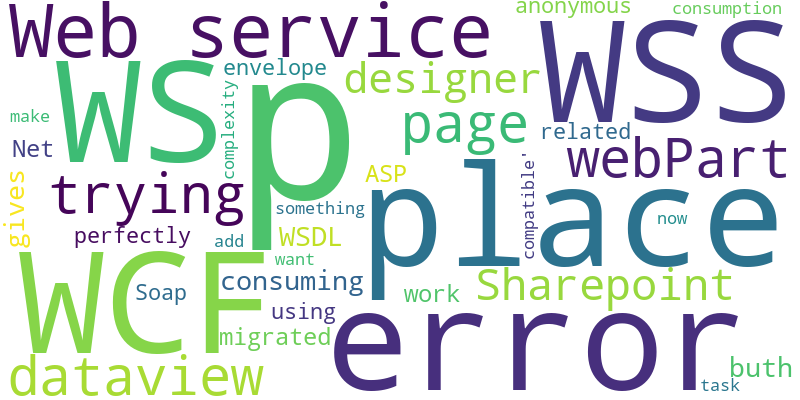 Web service
anonymous
consumption
WSS
WS
p
envelope
designer
complexity
make
page
related
Net
webPart
compatible'
gives
trying
ASP
place
something
now
perfectly
add
WSDL
want
WCF
Soap
consuming
work
Sharepoint
using
error
migrated
dataview
buth
task